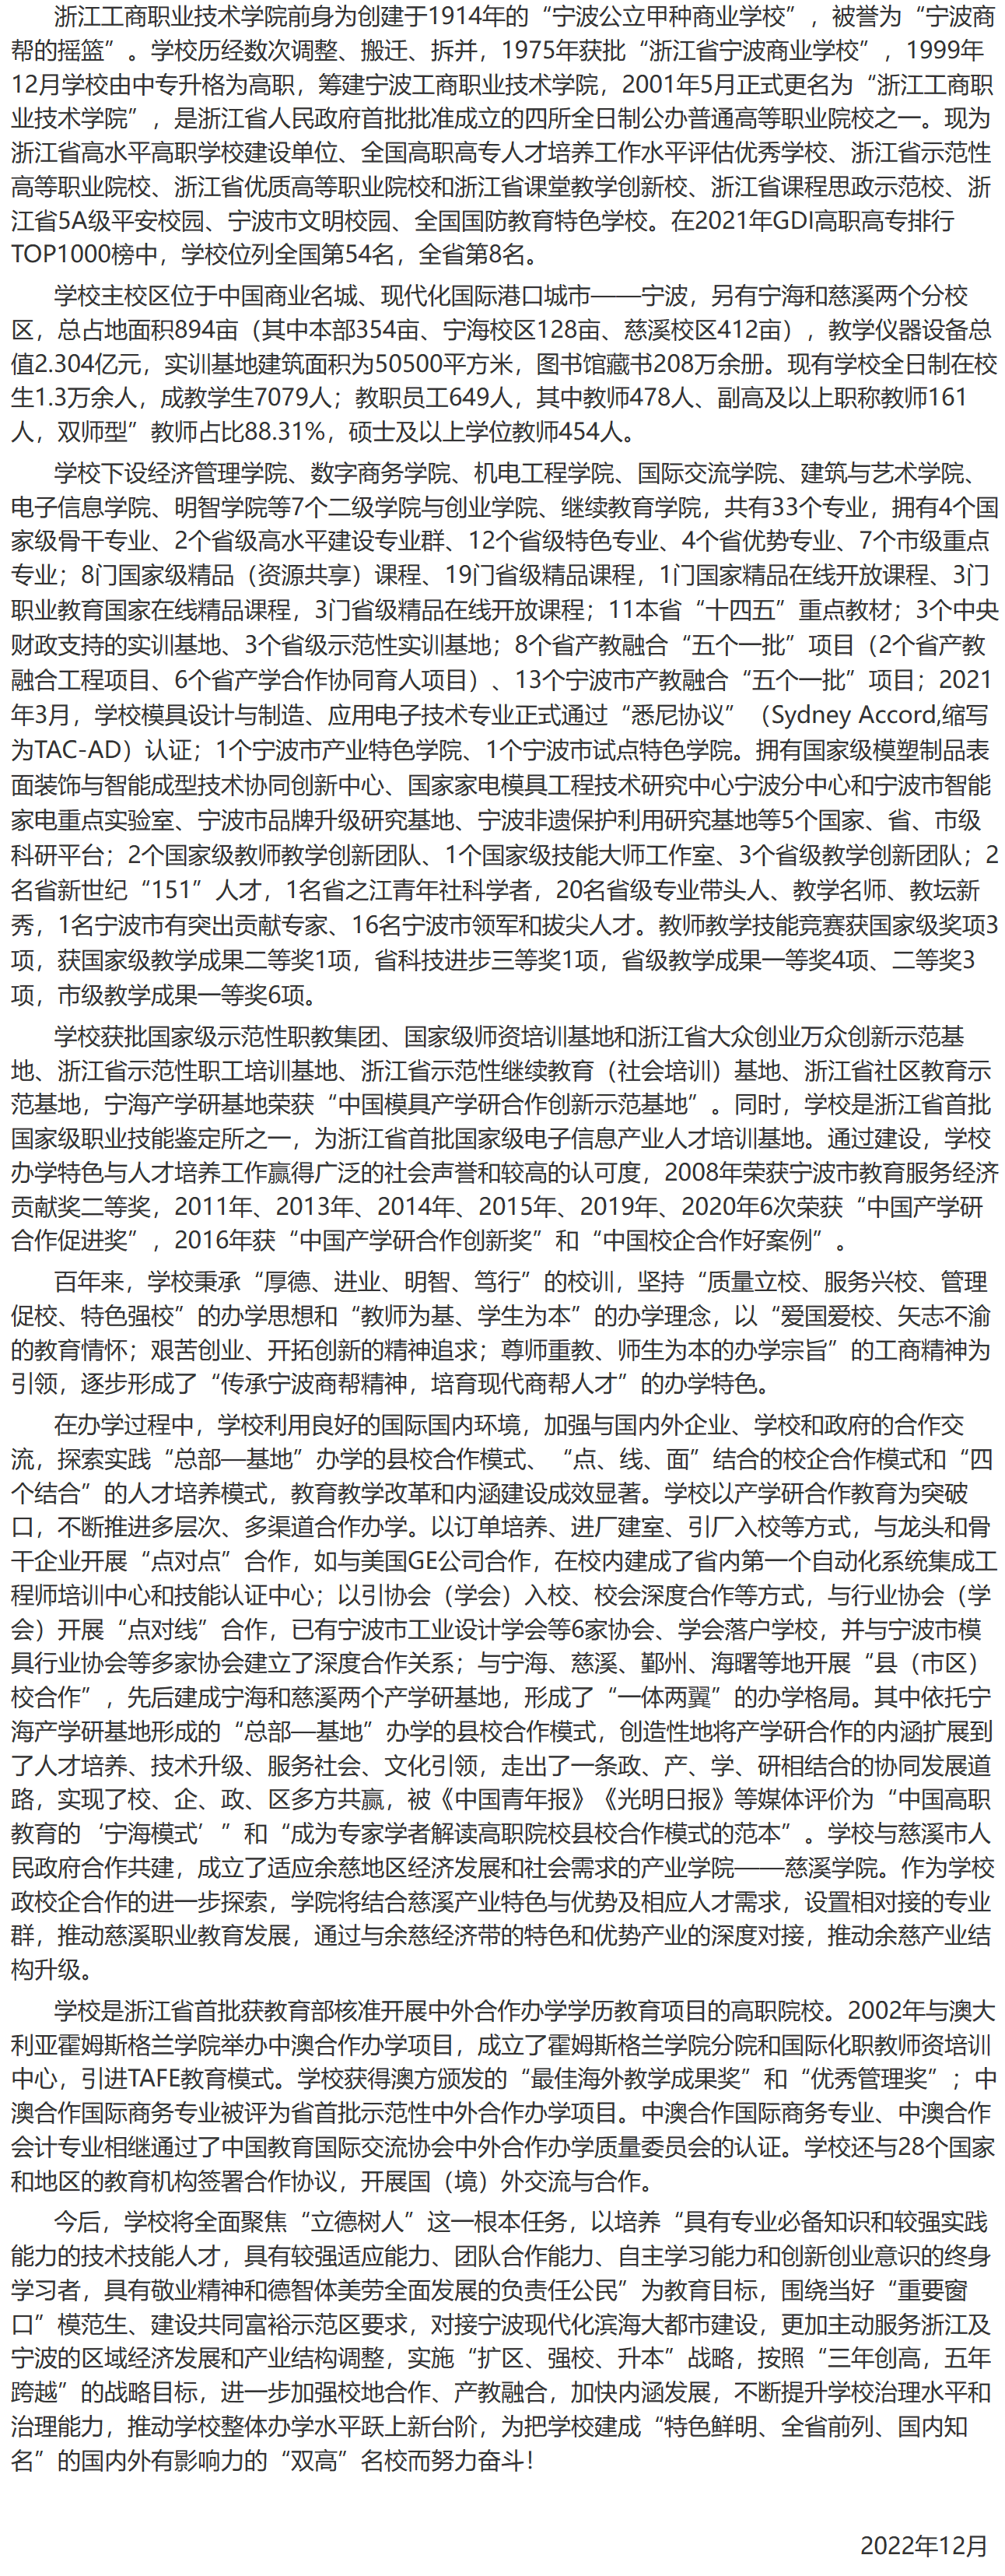 浙江工商职业技术学院前身为创建于1914年的“宁波公立甲种商业学校”，被誉为“宁波商
帮的摇篮”。学校历经数次调整、搬迁、拆并，1975年获批“浙江省宁波商业学校”，1999年
12月学校由中专升格为高职，筹建宁波工商职业技术学院，2001年5月正式更名为“浙江工商职
业技术学院”，是浙江省人民政府首批批准成立的四所全日制公办普通高等职业院校之一。现为
浙江省高水平高职学校建设单位、全国高职高专人才培养工作水平评估优秀学校、浙江省示范性
高等职业院校、浙江省优质高等职业院校和浙江省课堂教学创新校、浙江省课程思政示范校、浙
江省5A级平安校园、宁波市文明校园、全国国防教育特色学校。在2021年GDI高职高专排行
TOP1000榜中，学校位列全国第54名，全省第8名。
学校主校区位于中国商业名城、现代化国际港口城市——宁波，另有宁海和慈溪两个分校
区，总占地面积894亩（其中本部354亩、宁海校区128亩、慈溪校区412亩），教学仪器设备总
值2.304亿元，实训基地建筑面积为50500平方米，图书馆藏书208万余册。现有学校全日制在校
生1.3万余人，成教学生7079人；教职员工649人，其中教师478人、副高及以上职称教师161
人，双师型”教师占比88.31%，硕士及以上学位教师454人。
学校下设经济管理学院、数字商务学院、机电工程学院、国际交流学院、建筑与艺术学院、
电子信息学院、明智学院等7个二级学院与创业学院、继续教育学院，共有33个专业，拥有4个国
家级骨干专业、2个省级高水平建设专业群、12个省级特色专业、4个省优势专业、7个市级重点
专业；8门国家级精品（资源共享）课程、19门省级精品课程，1门国家精品在线开放课程、3门
职业教育国家在线精品课程，3门省级精品在线开放课程；11本省“十四五”重点教材；3个中央
财政支持的实训基地、3个省级示范性实训基地；8个省产教融合“五个一批”项目（2个省产教
融合工程项目、6个省产学合作协同育人项目）、13个宁波市产教融合“五个一批”项目；2021
年3月，学校模具设计与制造、应用电子技术专业正式通过“悉尼协议”（Sydney Accord,缩写
为TAC-AD）认证；1个宁波市产业特色学院、1个宁波市试点特色学院。拥有国家级模塑制品表
面装饰与智能成型技术协同创新中心、国家家电模具工程技术研究中心宁波分中心和宁波市智能
家电重点实验室、宁波市品牌升级研究基地、宁波非遗保护利用研究基地等5个国家、省、市级
科研平台；2个国家级教师教学创新团队、1个国家级技能大师工作室、3个省级教学创新团队；2
名省新世纪“151”人才，1名省之江青年社科学者，20名省级专业带头人、教学名师、教坛新
秀，1名宁波市有突出贡献专家、16名宁波市领军和拔尖人才。教师教学技能竞赛获国家级奖项3
项，获国家级教学成果二等奖1项，省科技进步三等奖1项，省级教学成果一等奖4项、二等奖3
项，市级教学成果一等奖6项。
学校获批国家级示范性职教集团、国家级师资培训基地和浙江省大众创业万众创新示范基
地、浙江省示范性职工培训基地、浙江省示范性继续教育（社会培训）基地、浙江省社区教育示
范基地，宁海产学研基地荣获“中国模具产学研合作创新示范基地”。同时，学校是浙江省首批
国家级职业技能鉴定所之一，为浙江省首批国家级电子信息产业人才培训基地。通过建设，学校
办学特色与人才培养工作赢得广泛的社会声誉和较高的认可度，2008年荣获宁波市教育服务经济
贡献奖二等奖，2011年、2013年、2014年、2015年、2019年、2020年6次荣获“中国产学研
合作促进奖”，2016年获“中国产学研合作创新奖”和“中国校企合作好案例”。
百年来，学校秉承“厚德、进业、明智、笃行”的校训，坚持“质量立校、服务兴校、管理
促校、特色强校”的办学思想和“教师为基、学生为本”的办学理念，以“爱国爱校、矢志不渝
的教育情怀；艰苦创业、开拓创新的精神追求；尊师重教、师生为本的办学宗旨”的工商精神为
引领，逐步形成了“传承宁波商帮精神，培育现代商帮人才”的办学特色。
在办学过程中，学校利用良好的国际国内环境，加强与国内外企业、学校和政府的合作交
流，探索实践“总部—基地”办学的县校合作模式、“点、线、面”结合的校企合作模式和“四
个结合”的人才培养模式，教育教学改革和内涵建设成效显著。学校以产学研合作教育为突破
口，不断推进多层次、多渠道合作办学。以订单培养、进厂建室、引厂入校等方式，与龙头和骨
干企业开展“点对点”合作，如与美国GE公司合作，在校内建成了省内第一个自动化系统集成工
程师培训中心和技能认证中心；以引协会（学会）入校、校会深度合作等方式，与行业协会（学
会）开展“点对线”合作，已有宁波市工业设计学会等6家协会、学会落户学校，并与宁波市模
具行业协会等多家协会建立了深度合作关系；与宁海、慈溪、鄞州、海曙等地开展“县（市区）
校合作”，先后建成宁海和慈溪两个产学研基地，形成了“一体两翼”的办学格局。其中依托宁
海产学研基地形成的“总部—基地”办学的县校合作模式，创造性地将产学研合作的内涵扩展到
了人才培养、技术升级、服务社会、文化引领，走出了一条政、产、学、研相结合的协同发展道
路，实现了校、企、政、区多方共赢，被《中国青年报》《光明日报》等媒体评价为“中国高职
教育的‘宁海模式’”和“成为专家学者解读高职院校县校合作模式的范本”。学校与慈溪市人
民政府合作共建，成立了适应余慈地区经济发展和社会需求的产业学院——慈溪学院。作为学校
政校企合作的进一步探索，学院将结合慈溪产业特色与优势及相应人才需求，设置相对接的专业
群，推动慈溪职业教育发展，通过与余慈经济带的特色和优势产业的深度对接，推动余慈产业结
构升级。
学校是浙江省首批获教育部核准开展中外合作办学学历教育项目的高职院校。2002年与澳大
利亚霍姆斯格兰学院举办中澳合作办学项目，成立了霍姆斯格兰学院分院和国际化职教师资培训
中心，引进TAFE教育模式。学校获得澳方颁发的“最佳海外教学成果奖”和“优秀管理奖”；中
澳合作国际商务专业被评为省首批示范性中外合作办学项目。中澳合作国际商务专业、中澳合作
会计专业相继通过了中国教育国际交流协会中外合作办学质量委员会的认证。学校还与28个国家
和地区的教育机构签署合作协议，开展国（境）外交流与合作。
今后，学校将全面聚焦“立德树人”这一根本任务，以培养“具有专业必备知识和较强实践
能力的技术技能人才，具有较强适应能力、团队合作能力、自主学习能力和创新创业意识的终身
学习者，具有敬业精神和德智体美劳全面发展的负责任公民”为教育目标，围绕当好“重要窗
口”模范生、建设共同富裕示范区要求，对接宁波现代化滨海大都市建设，更加主动服务浙江及
宁波的区域经济发展和产业结构调整，实施“扩区、强校、升本”战略，按照“三年创高，五年
跨越”的战略目标，进一步加强校地合作、产教融合，加快内涵发展，不断提升学校治理水平和
治理能力，推动学校整体办学水平跃上新台阶，为把学校建成“特色鲜明、全省前列、国内知
名”的国内外有影响力的“双高”名校而努力奋斗！
2022年12月